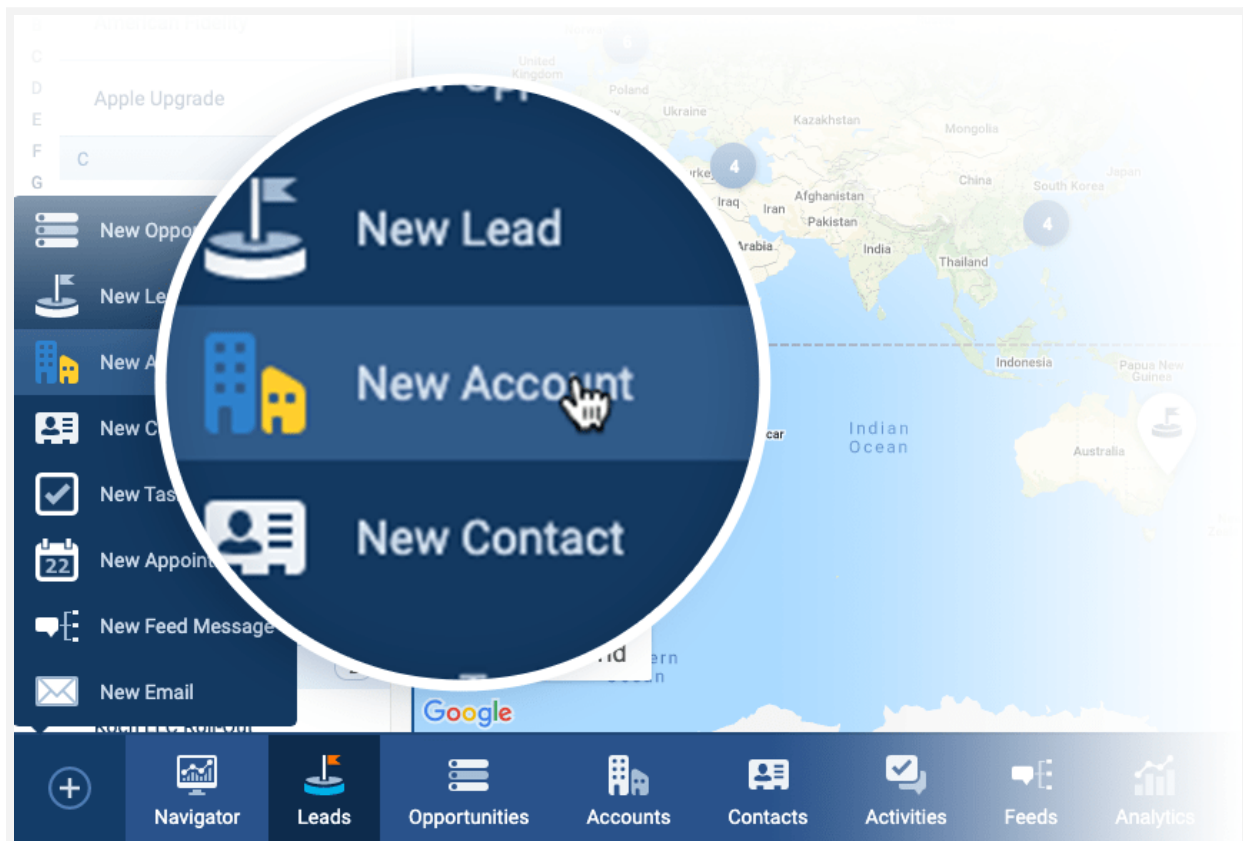 C
D
E
F
G
Apple Upgrade
C
New Oppor
New Le
New A
New C
New Tas
New Appoint
New Feed Message
New Email
New Lead
New Account
New Contact
22
United
Kingdom
Poland
Ukraine
Kazakhstan
Mongolia
Japan
China
South Korea
Afghanistan
Iraq
Iran
Pakistan
Arabia
India
Thailand
Indonesia
Papua New
Guinea
Indian
Ocean
Australia
6
4
4
Google
Navigator
Leads
Opportunities
Accounts
Contacts
Activities
Feeds
Analytics